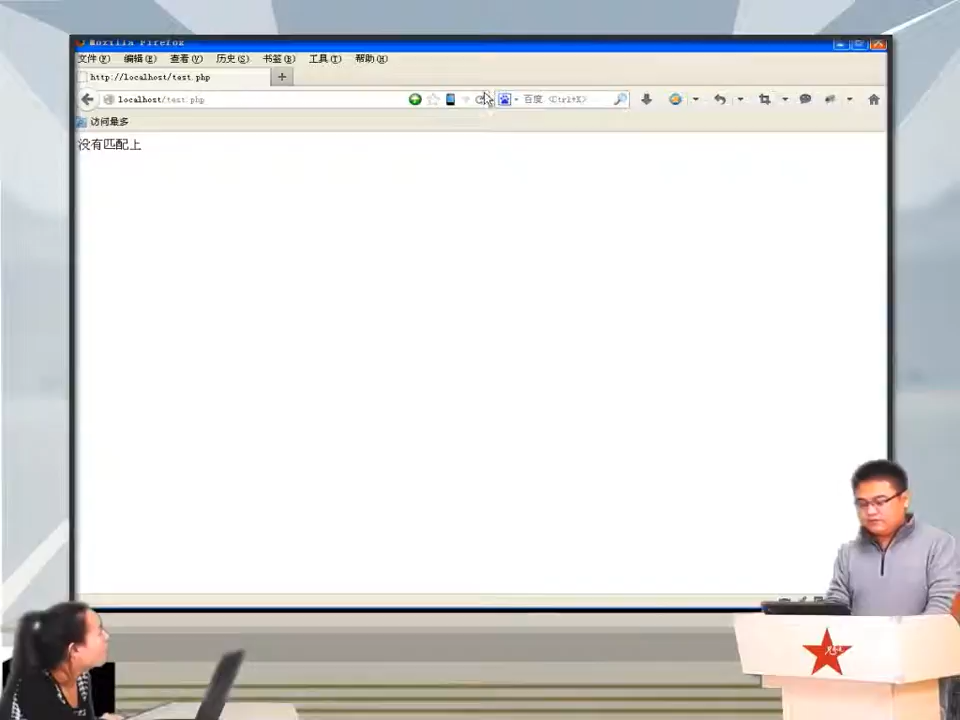 Mozilla Firefox
文件(F) 编辑(E) 查看(V) 历史(S) 书签(B) 工具(T) 帮助(H)
http://localhost/test.php
localhost/test.php 百度 <Ctrl+K>
访问最多
没有匹配上